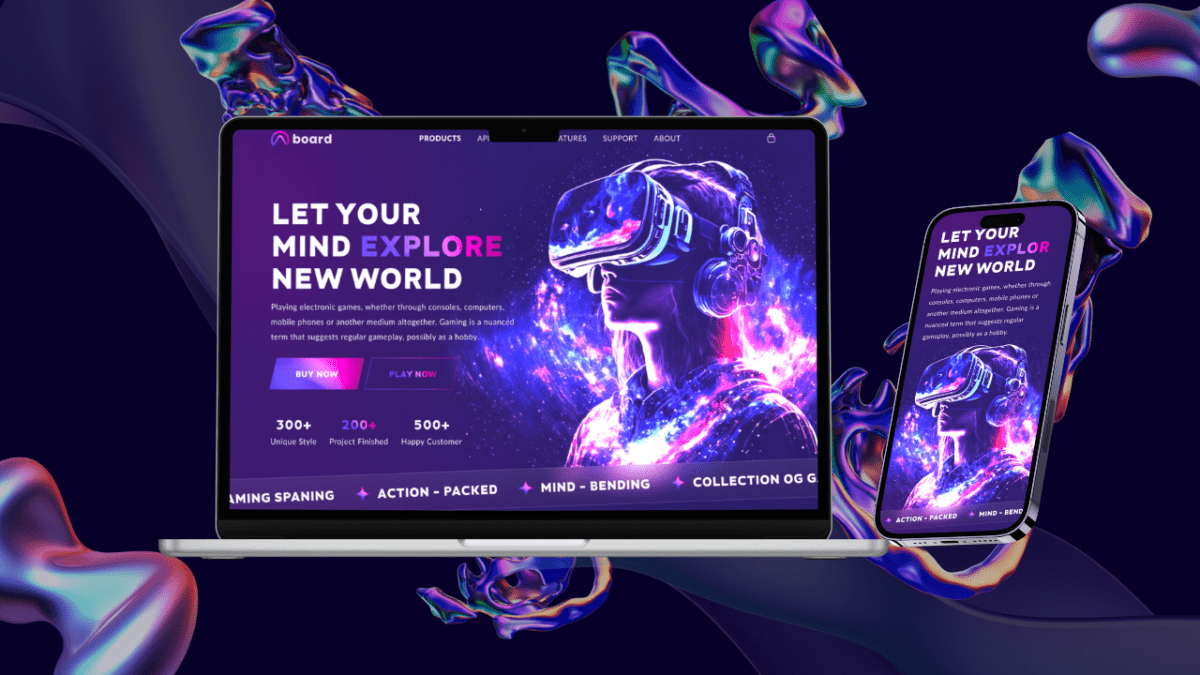 board
PRODUCTS
ATURES SUPPORT ABOUT
LET YOUR
MIND EXPLORE
NEW WORLD
Playing electronic games, whether through consoles, computers,
mobile phones or another medium altogether. Gaming is a nuanced
term that suggests regular gameplay, possibly as a hobby.
BUY NOW PLAY NOW
300+ 200+ 500+
Unique Style Project Finished Happy Customer
AMING SPANING ACTION - PACKED MIND - BENDING COLLECTION OG G
LET YOUR
MIND EXPLOR
NEW WORLD
Playing electronic games, whether through
consoles, computers, mobile phones or
another medium altogether. Gaming is a
nuanced term that suggests regular
gameplay, possibly as a hobby.
ACTION - PACKED MIND - BEND